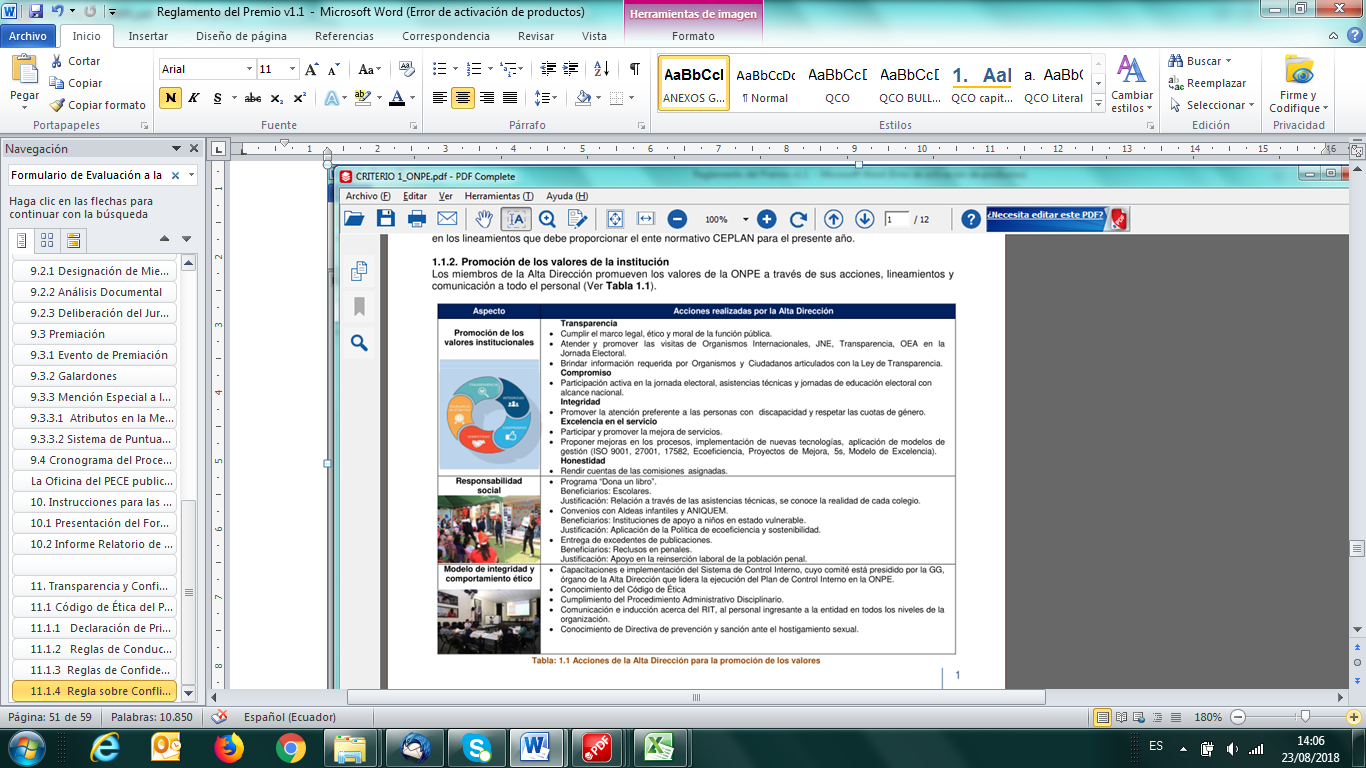 Reglamento del Premio v1.1 - Microsoft Word (Error de activación de productos)
Herramientas de imagen
Archivo Inicio Insertar Diseño de página Referencias Correspondencia Revisar Vista Formato
Pegar
Cortar
Copiar
Copiar formato
Portapapeles
Arial 11
Fuente
Párrafo
AaBbCcI AaBbCcDc AaBbCcD AaBbCcD 1. Aal a. AaBb(
ANEXOS G... ¶ Normal QCO QCO BULL... QCO capit... QCO Literal
Estilos
Cambiar estilos
Buscar
Reemplazar
Seleccionar
Edición
Firme y Codifique
Privacidad
Navegación
Formulario de Evaluación a la
Haga clic en las flechas para
continuar con la búsqueda
9.2.1 Designación de Mie...
9.2.2 Análisis Documental
9.2.3 Deliberación del Jur...
9.3 Premiación
9.3.1 Evento de Premiación
9.3.2 Galardones
9.3.3 Mención Especial a l...
9.3.3.1 Atributos en la Me...
9.3.3.2 Sistema de Puntua...
9.4 Cronograma del Proce...
La Oficina del PECE public...
10. Instrucciones para las ...
10.1 Presentación del For...
10.2 Informe Relatorio de ...
11. Transparencia y Confi...
11.1 Código de Ética del P...
11.1.1 Declaración de Pri...
11.1.2 Reglas de Conduc...
11.1.3 Reglas de Confide...
11.1.4 Regla sobre Confli...
CRITERIO 1_ONPE.pdf - PDF Complete
Archivo (F) Editar Ver Herramientas (T) Ayuda (H)
100% 1 / 12 ¿Necesita editar este PDF?
en los lineamientos que debe proporcionar el ente normativo CEPLAN para el presente año.
1.1.2. Promoción de los valores de la institución
Los miembros de la Alta Dirección promueven los valores de la ONPE a través de sus acciones, lineamientos y
comunicación a todo el personal (Ver Tabla 1.1).
Aspecto Acciones realizadas por la Alta Dirección
Promoción de los
valores institucionales
Transparencia
• Cumplir el marco legal, ético y moral de la función pública.
• Atender y promover las visitas de Organismos Internacionales, JNE, Transparencia, OEA en la
Jornada Electoral.
• Brindar información requerida por Organismos y Ciudadanos articulados con la Ley de Transparencia.
Compromiso
• Participación activa en la jornada electoral, asistencias técnicas y jornadas de educación electoral con
alcance nacional.
Integridad
• Promover la atención preferente a las personas con discapacidad y respetar las cuotas de género.
Excelencia en el servicio
• Participar y promover la mejora de servicios.
• Proponer mejoras en los procesos, implementación de nuevas tecnologías, aplicación de modelos de
gestión (ISO 9001, 27001, 17582, Ecoeficiencia, Proyectos de Mejora, 5s, Modelo de Excelencia).
Honestidad
• Rendir cuentas de las comisiones asignadas.
Responsabilidad
social
• Programa “Dona un libro”.
Beneficiarios: Escolares.
Justificación: Relación a través de las asistencias técnicas, se conoce la realidad de cada colegio.
• Convenios con Aldeas infantiles y ANIQUEM.
Beneficiarios: Instituciones de apoyo a niños en estado vulnerable.
Justificación: Aplicación de la Política de ecoeficiencia y sostenibilidad.
• Entrega de excedentes de publicaciones.
Beneficiarios: Reclusos en penales.
Justificación: Apoyo en la reinserción laboral de la población penal.
Modelo de integridad y
comportamiento ético
• Capacitaciones e implementación del Sistema de Control Interno, cuyo comité está presidido por la GG,
órgano de la Alta Dirección que lidera la ejecución del Plan de Control Interno en la ONPE.
• Conocimiento del Código de Ética
• Cumplimiento del Procedimiento Administrativo Disciplinario.
• Comunicación e inducción acerca del RIT, al personal ingresante a la entidad en todos los niveles de la
organización.
• Conocimiento de Directiva de prevención y sanción ante el hostigamiento sexual.
Tabla: 1.1 Acciones de la Alta Dirección para la promoción de los valores
1
Página: 51 de 59 Palabras: 10.850 Español (Ecuador) 180%
ES 14:06
23/08/2018